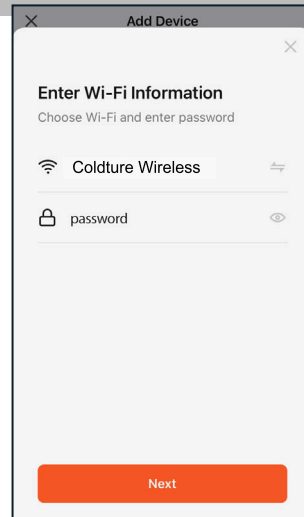 Add Device
Enter Wi-Fi Information
Choose Wi-Fi and enter password
Coldture Wireless
password
Next